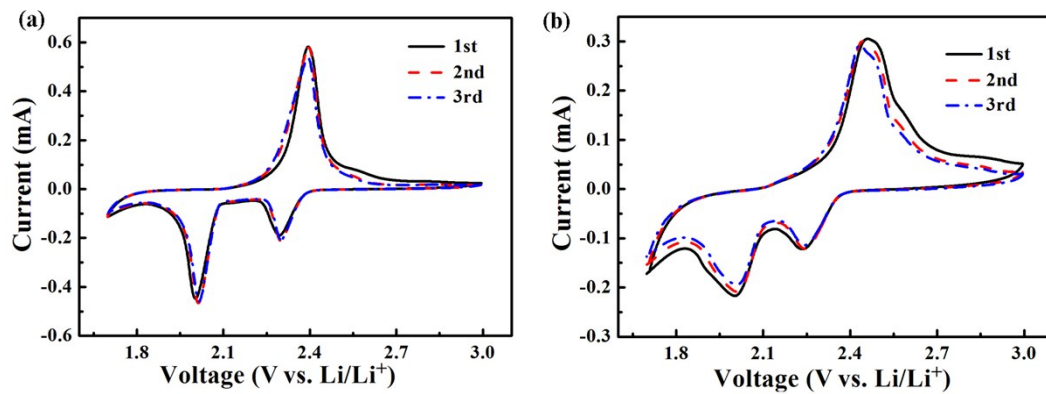 (a)
0.6
0.4
0.2
0.0
-0.2
-0.4
-0.6
Current (mA)
1st
2nd
3rd
1.8
2.1
2.4
2.7
3.0
Voltage (V vs. Li/Li⁺)
(b)
0.3
0.2
0.1
0.0
-0.1
-0.2
-0.3
Current (mA)
1st
2nd
3rd
1.8
2.1
2.4
2.7
3.0
Voltage (V vs. Li/Li⁺)